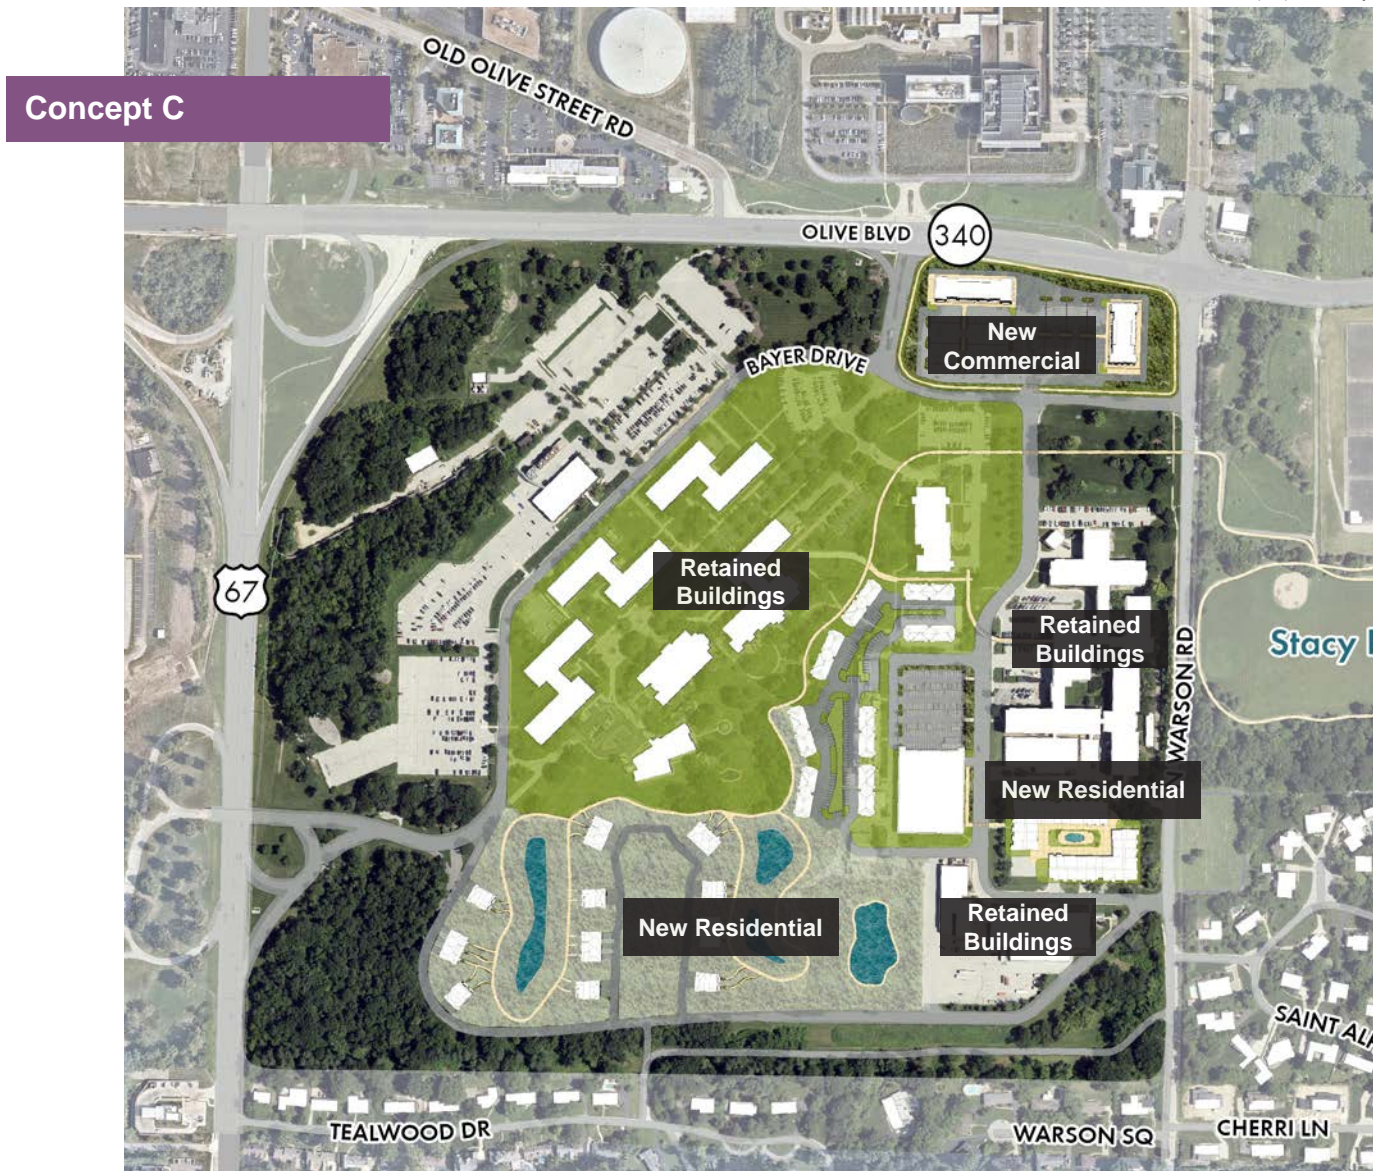 Concept C
OLD OLIVE STREET RD
OLIVE BLVD
340
New
Commercial
BAYER DRIVE
Retained
Buildings
67
Retained
Buildings
Stacy
N WARSON RD
New Residential
New Residential
Retained
Buildings
SAINT
TEALWOOD DR
WARSON SQ
CHERRI LN